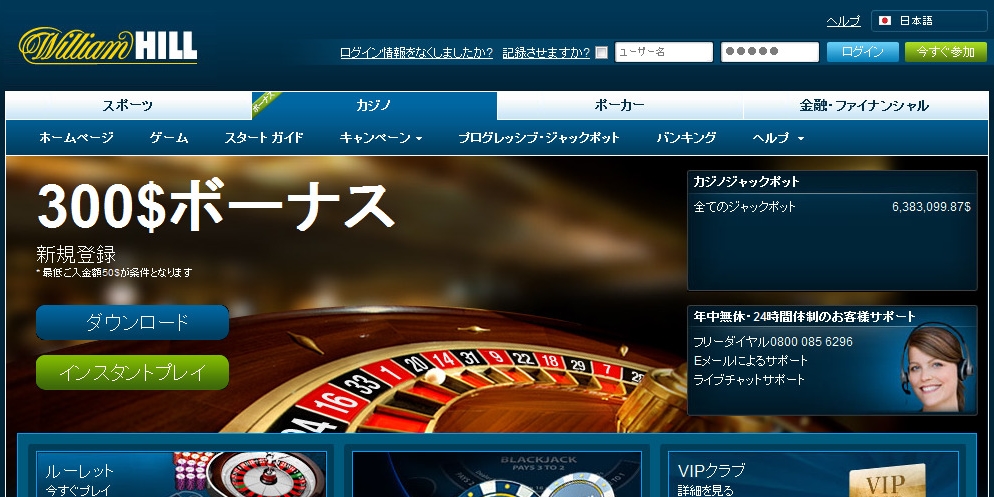 William HILL
ヘルプ 日本語
ログイン情報をなくしましたか? 記録させますか? ユーザー名 ●●●●● ログイン 今すぐ参加
スポーツ ボーナス カジノ ポーカー 金融・ファイナンシャル
ホームページ ゲーム スタート ガイド キャンペーン プログレッシブ・ジャックポット バンキング ヘルプ
300$ボーナス
新規登録
* 最低ご入金額50$が条件となります
ダウンロード
インスタントプレイ
カジノジャックポット
全てのジャックポット 6,383,099.87$
年中無休・24時間体制のお客様サポート
フリーダイヤル0800 085 6296
Eメールによるサポート
ライブチャットサポート
16 33 1 20 14 31 9 22 18 29 7
ルーレット
今すぐプレイ
BLACKJACK
PAYS 3 TO 2
VIPクラブ
詳細を見る
VIP